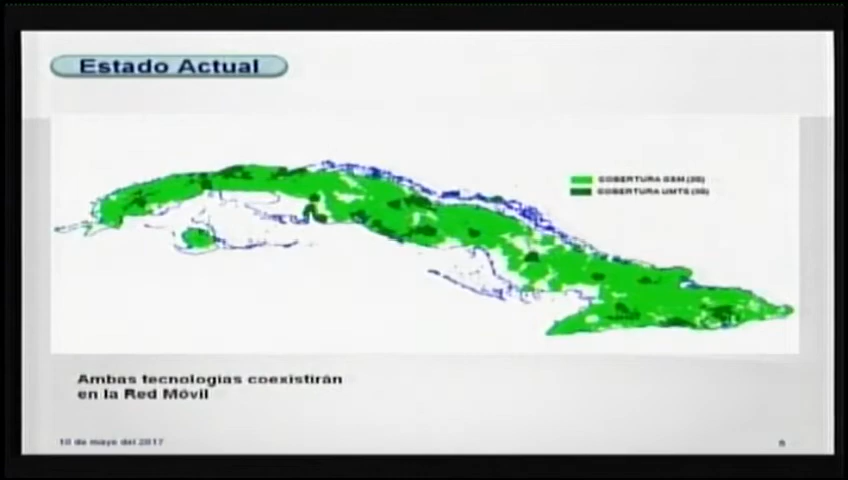 Estado Actual
COBERTURA GSM (2G)
COBERTURA UMTS (3G)
Ambas tecnologías coexistirán
en la Red Móvil
10 de mayo del 2017